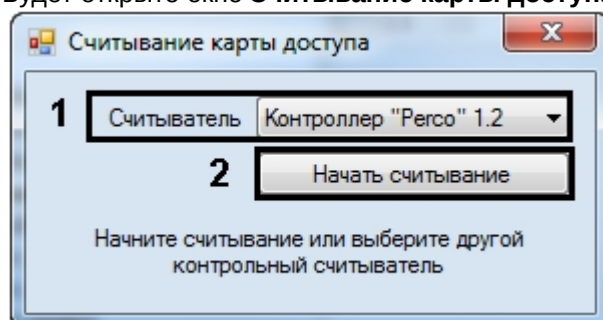 Будет открыто окно Считывание карты доступа
Считывание карты доступа
1 Считыватель Контроллер "Perco" 1.2
2 Начать считывание
Начните считывание или выберите другой
контрольный считыватель